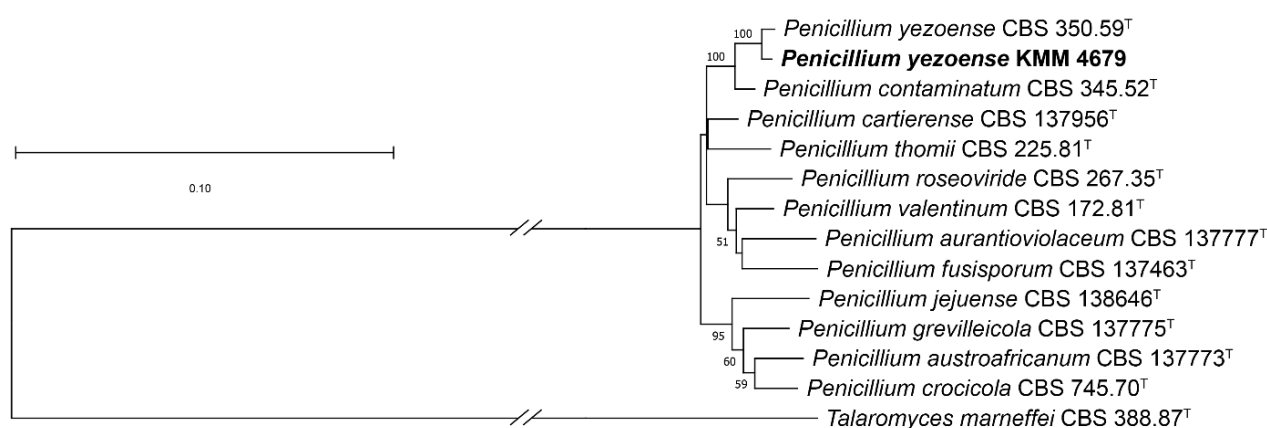 100
Penicillium yezoense CBS 350.59ᵀ
100
Penicillium yezoense KMM 4679
Penicillium contaminatum CBS 345.52ᵀ
Penicillium cartierense CBS 137956ᵀ
Penicillium thomii CBS 225.81ᵀ
0.10
Penicillium roseoviride CBS 267.35ᵀ
Penicillium valentinum CBS 172.81ᵀ
51
Penicillium aurantioviolaceum CBS 137777ᵀ
Penicillium fusisporum CBS 137463ᵀ
Penicillium jejuense CBS 138646ᵀ
95
Penicillium grevilleicola CBS 137775ᵀ
60
Penicillium austroafricanum CBS 137773ᵀ
59
Penicillium crocicola CBS 745.70ᵀ
Talaromyces marneffei CBS 388.87ᵀ